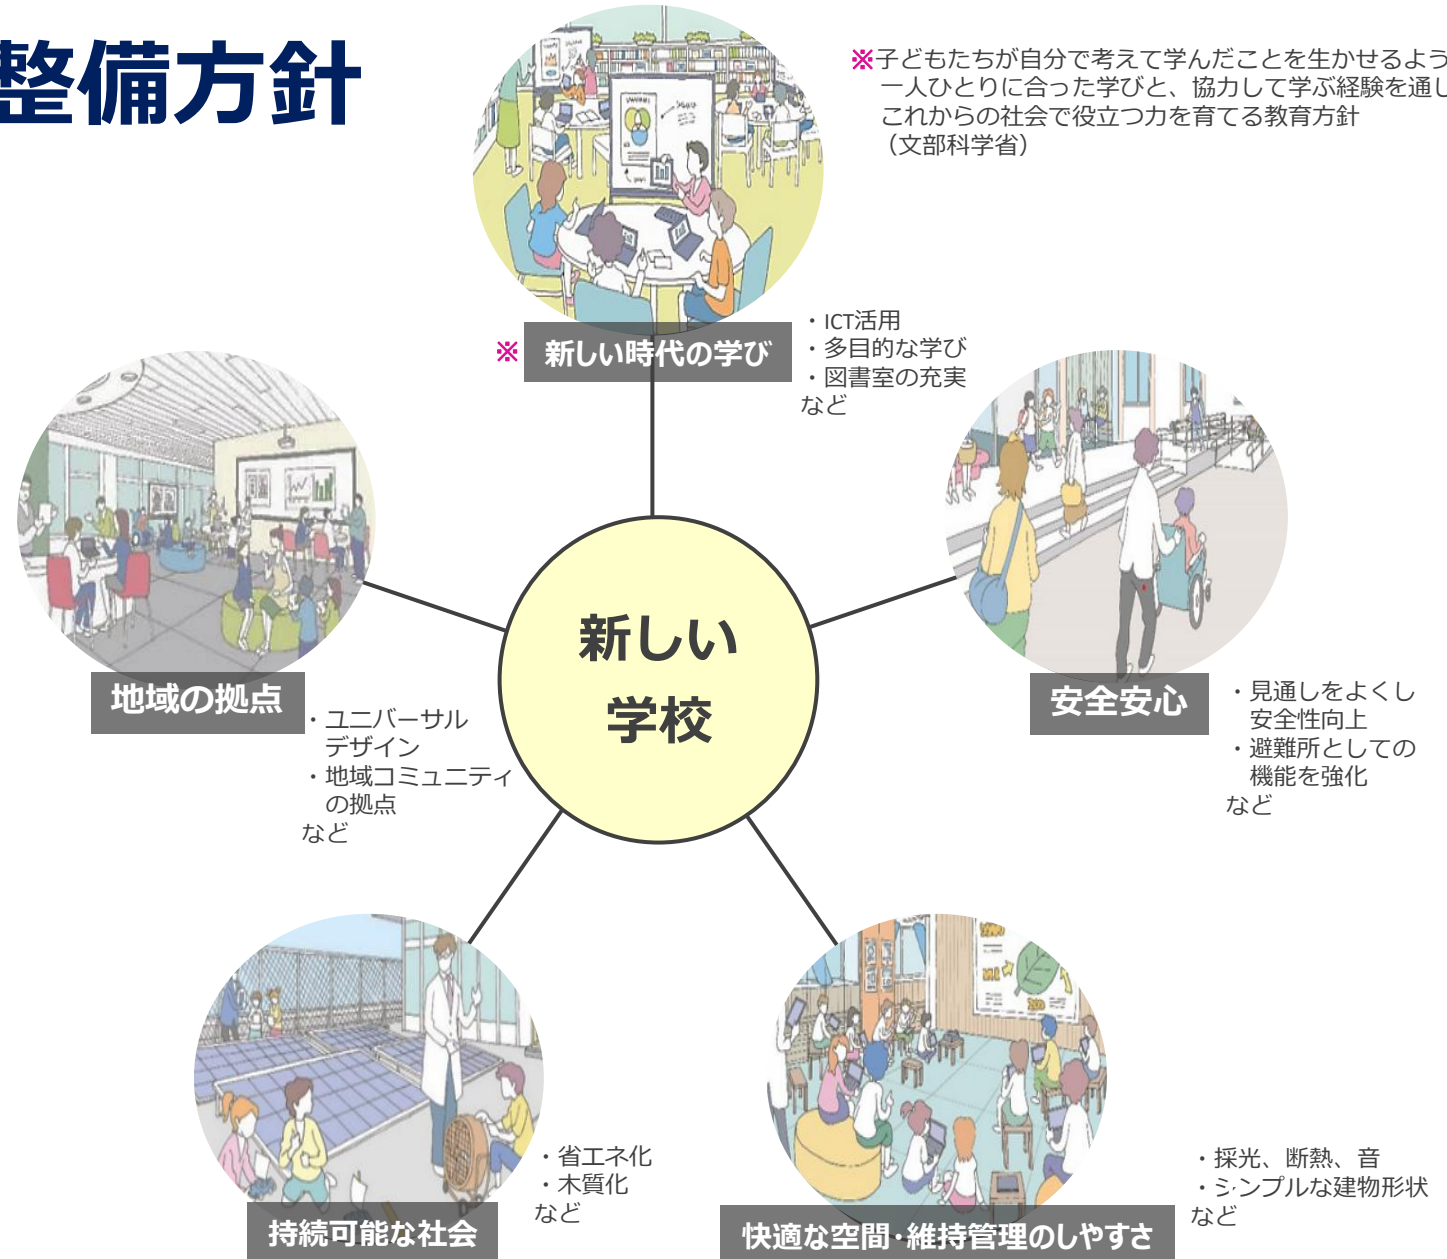 整備方針
※子どもたちが自分で考えて学んだことを生かせるよう
一人ひとりに合った学びと、協力して学ぶ経験を通し
これからの社会で役立つ力を育てる教育方針
（文部科学省）
※ 新しい時代の学び
・ICT活用
・多目的な学び
・図書室の充実
など
地域の拠点
・ユニバーサル
デザイン
・地域コミュニティ
の拠点
など
新しい
学校
安全安心
・見通しをよくし
安全性向上
・避難所としての
機能を強化
など
持続可能な社会
・省エネ化
・木質化
など
快適な空間・維持管理のしやすさ
・採光、断熱、音
・シンプルな建物形状
など